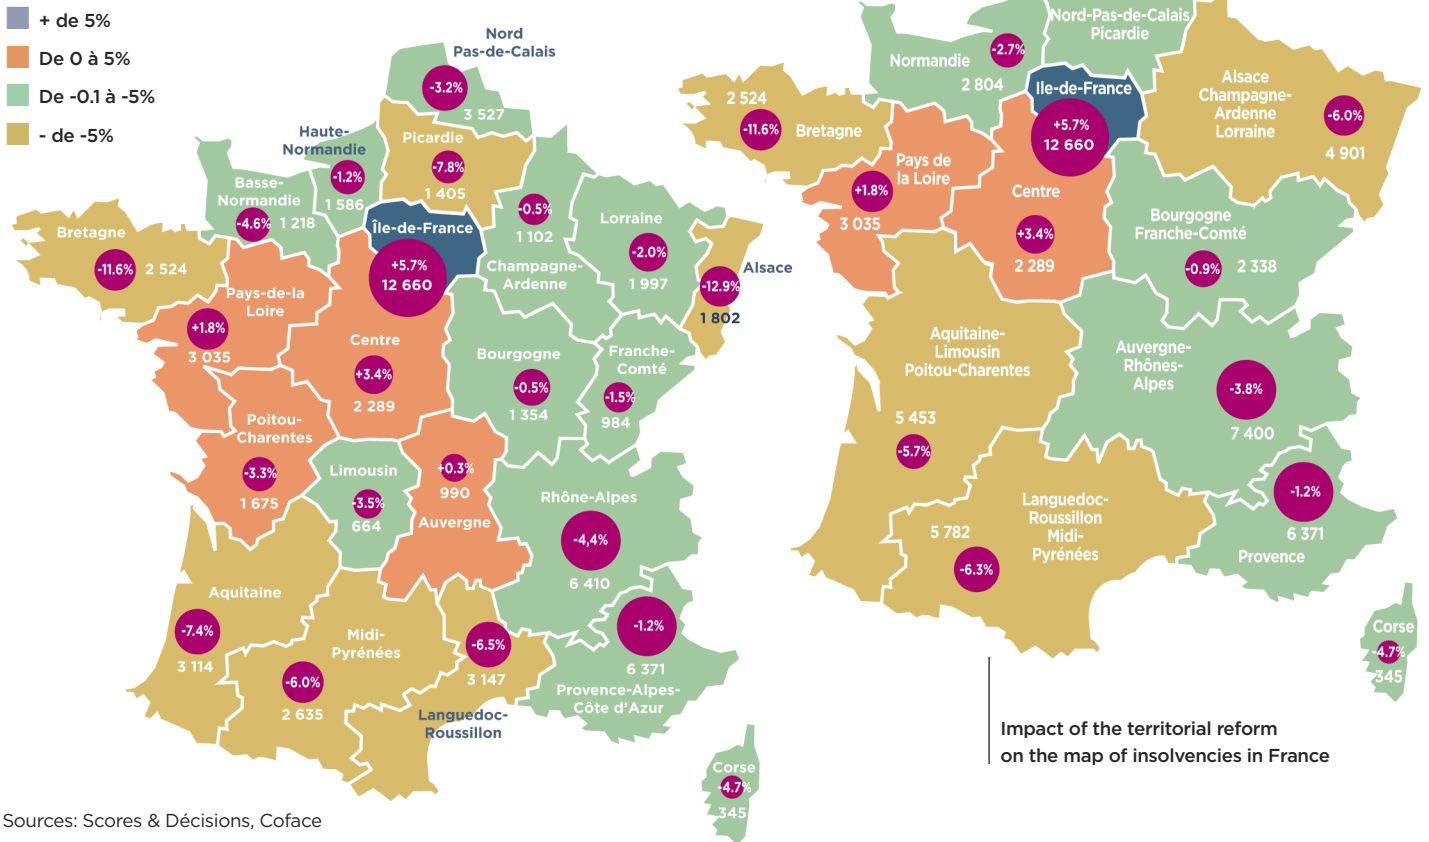 + de 5%
De 0 à 5%
De -0.1 à -5%
- de -5%
Nord
Pas-de-Calais
-3.2%
3 527
Haute-
Normandie
-1.2%
1 586
Picardie
-7.8%
1 405
Basse-
Normandie
-4.6%
1 218
Bretagne
-11.6%
2 524
Île-de-France
+5.7%
12 660
-0.5%
1 102
Champagne-
Ardenne
Lorraine
-2.0%
1 997
Alsace
-12.9%
1 802
Pays-de-la
Loire
+1.8%
3 035
Centre
+3.4%
2 289
Bourgogne
-0.5%
1 354
Franche-
Comté
-1.5%
984
Poitou-
Charentes
-3.3%
1 675
Limousin
-3.5%
664
+0.3%
990
Auvergne
Rhône-Alpes
-4,4%
6 410
Aquitaine
-7.4%
3 114
Midi-
Pyrénées
-6.0%
2 635
-6.5%
3 147
Languedoc-
Roussillon
-1.2%
6 371
Provence-Alpes-
Côte d'Azur
Corse
-4.7%
345
Sources: Scores & Décisions, Coface
Nord-Pas-de-Calais
Picardie
Normandie
-2.7%
2 804
Ile-de-France
+5.7%
12 660
Alsace
Champagne-
Ardenne
Lorraine
-6.0%
4 901
2 524
-11.6%
Bretagne
Pays de
la Loire
+1.8%
3 035
Centre
+3.4%
2 289
Bourgogne
Franche-Comté
-0.9%
2 338
Aquitaine-
Limousin
Poitou-Charentes
5 453
-5.7%
Auvergne-
Rhônes-
Alpes
-3.8%
7 400
Languedoc-
Roussillon
Midi-
Pyrénées
5 782
-6.3%
-1.2%
6 371
Provence
Corse
-4.7%
345
Impact of the territorial reform
on the map of insolvencies in France